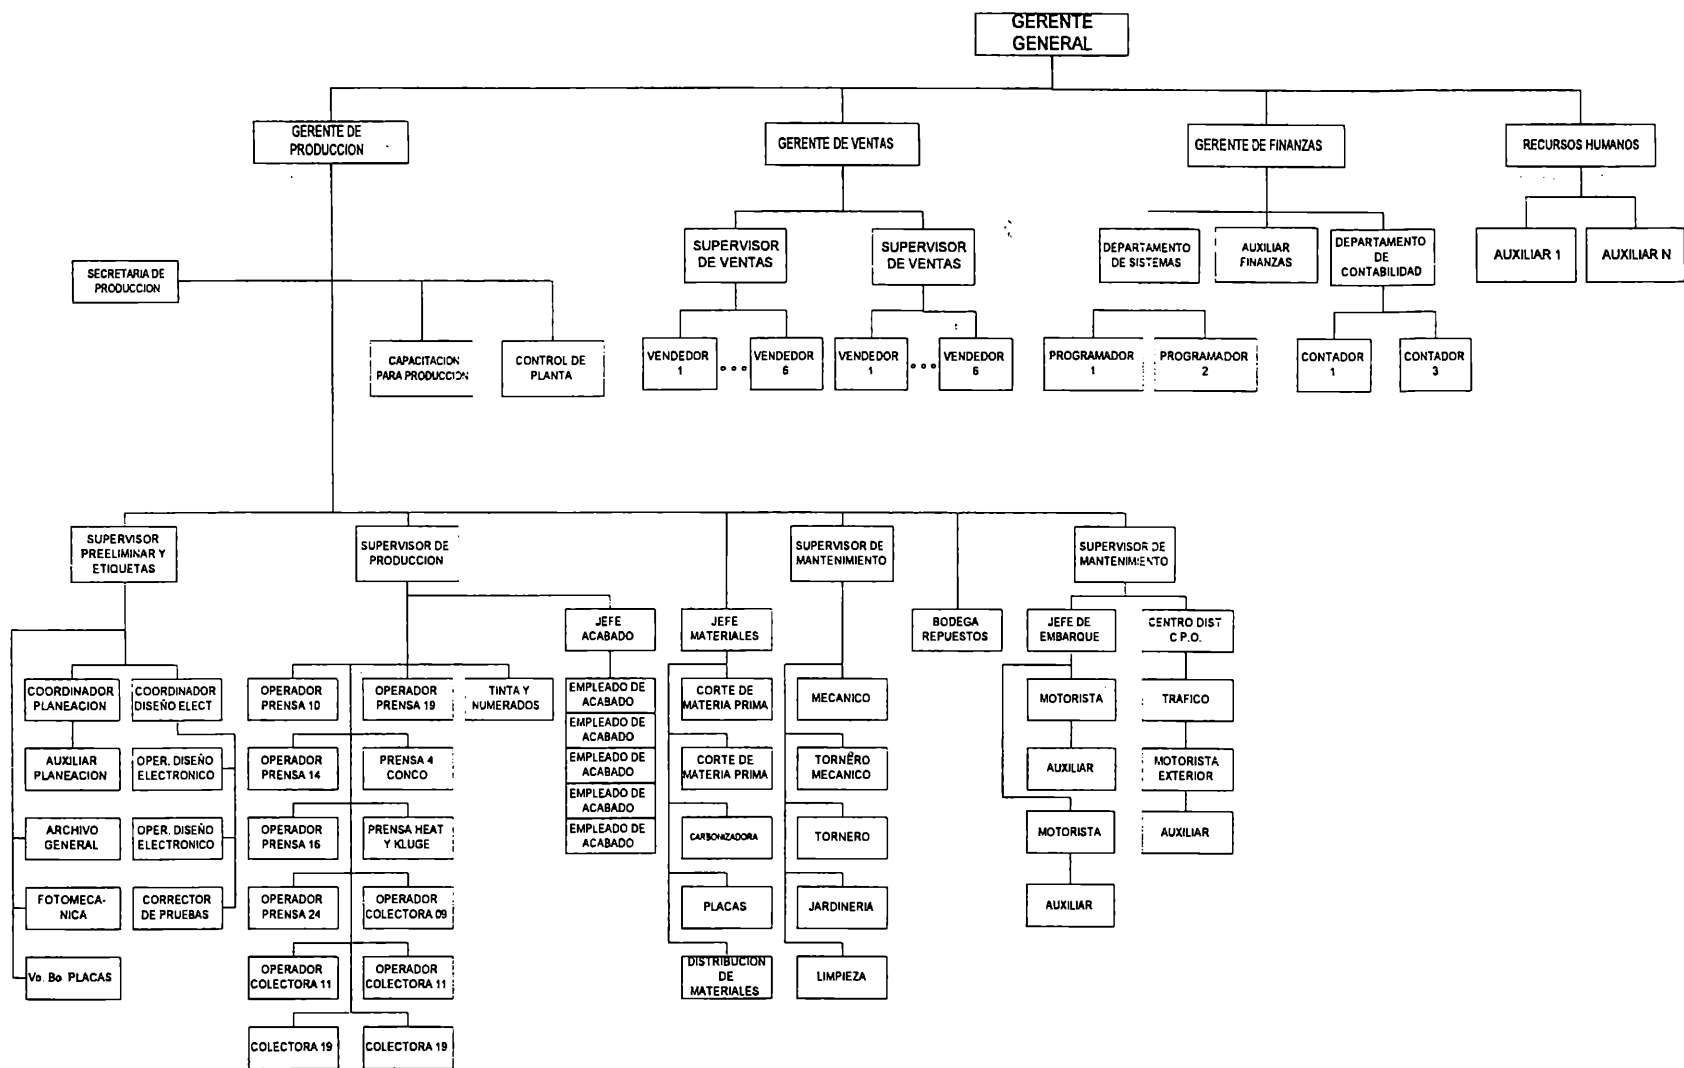 GERENTE
GENERAL
GERENTE DE
PRODUCCION
GERENTE DE VENTAS
GERENTE DE FINANZAS
RECURSOS HUMANOS
SUPERVISOR
DE VENTAS
SUPERVISOR
DE VENTAS
DEPARTAMENTO
DE SISTEMAS
AUXILIAR
FINANZAS
DEPARTAMENTO
DE
CONTABILIDAD
AUXILIAR 1
AUXILIAR N
SECRETARIA DE
PRODUCCION
CAPACITACION
PARA PRODUCCION
CONTROL DE
PLANTA
VENDEDOR
1
VENDEDOR
6
VENDEDOR
1
VENDEDOR
6
PROGRAMADOR
1
PROGRAMADOR
2
CONTADOR
1
CONTADOR
3
SUPERVISOR
PREELIMINAR Y
ETIQUETAS
SUPERVISOR DE
PRODUCCION
SUPERVISOR DE
MANTENIMIENTO
SUPERVISOR DE
MANTENIMIENTO
JEFE
ACABADO
JEFE
MATERIALES
BODEGA
REPUESTOS
JEFE DE
EMBARQUE
CENTRO DIST
C P.O.
COORDINADOR
PLANEACION
COORDINADOR
DISEÑO ELECT
OPERADOR
PRENSA 10
OPERADOR
PRENSA 19
TINTA Y
NUMERADOS
EMPLEADO DE
ACABADO
EMPLEADO DE
ACABADO
EMPLEADO DE
ACABADO
EMPLEADO DE
ACABADO
EMPLEADO DE
ACABADO
CORTE DE
MATERIA PRIMA
MECANICO
MOTORISTA
TRAFICO
AUXILIAR
PLANEACION
OPER. DISEÑO
ELECTRONICO
OPERADOR
PRENSA 14
PRENSA 4
CONCO
CORTE DE
MATERIA PRIMA
TORNERO
MECANICO
AUXILIAR
MOTORISTA
EXTERIOR
ARCHIVO
GENERAL
OPER. DISEÑO
ELECTRONICO
OPERADOR
PRENSA 16
PRENSA HEAT
Y KLUGE
CARBONIZADORA
TORNERO
MOTORISTA
AUXILIAR
FOTOMECA-
NICA
CORRECTOR
DE PRUEBAS
OPERADOR
PRENSA 24
OPERADOR
COLECTORA 09
PLACAS
JARDINERIA
AUXILIAR
Vo. Bo PLACAS
OPERADOR
COLECTORA 11
OPERADOR
COLECTORA 11
DISTRIBUCION
DE
MATERIALES
LIMPIEZA
COLECTORA 19
COLECTORA 19